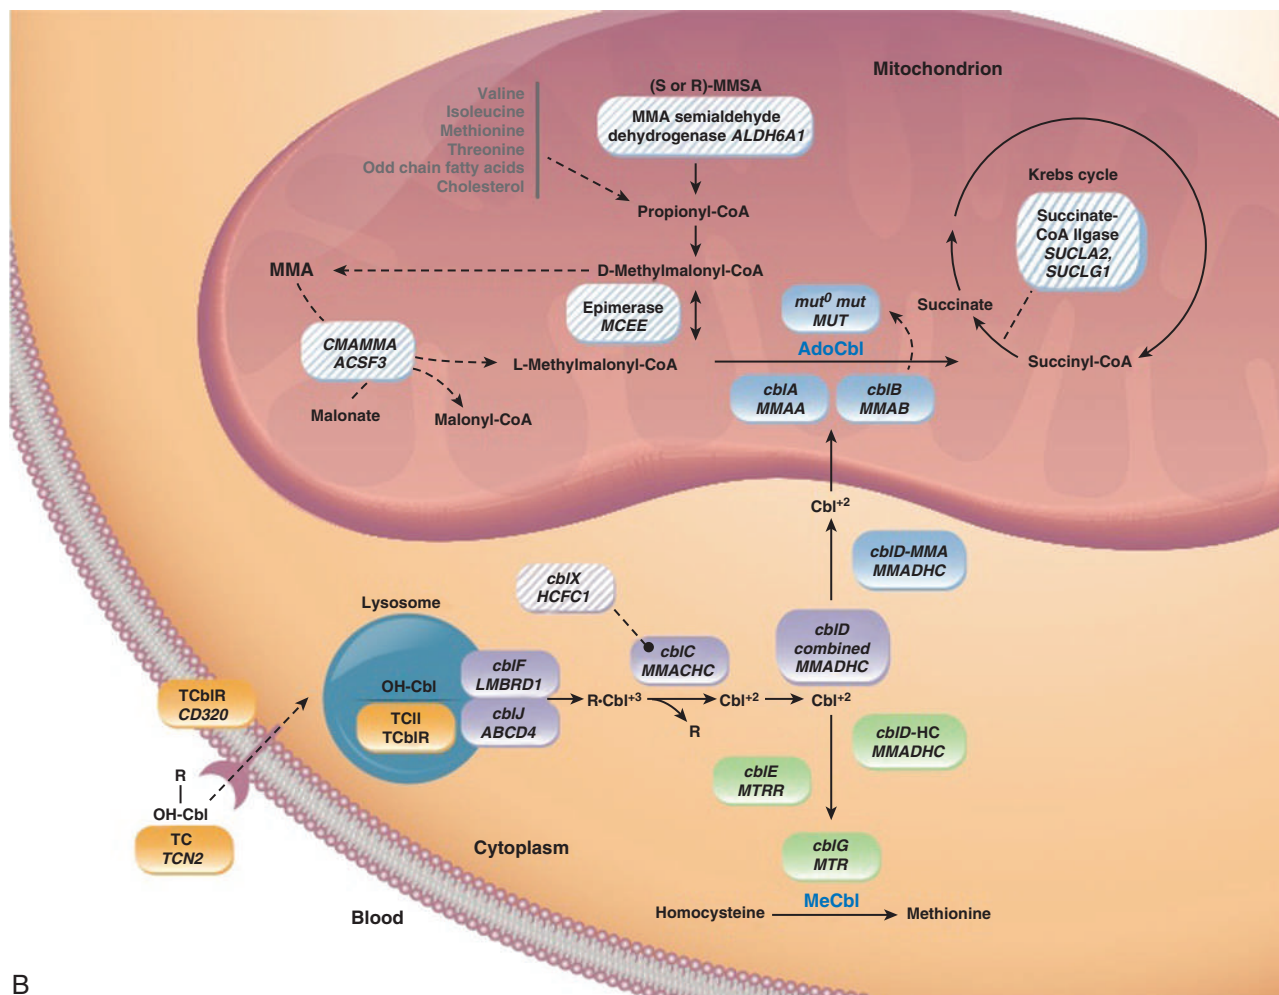 Mitochondrion
(S or R)-MMSA
MMA semialdehyde
dehydrogenase ALDH6A1
Valine
Isoleucine
Methionine
Threonine
Odd chain fatty acids
Cholesterol
Propionyl-CoA
Krebs cycle
Succinate-
CoA lIgase
SUCLA2,
SUCLG1
MMA
D-Methylmalonyl-CoA
Epimerase
MCEE
mut⁰ mut
MUT
Succinate
CMAMMA
ACSF3
L-Methylmalonyl-CoA
AdoCbl
Succinyl-CoA
Malonate
Malonyl-CoA
cblA
MMAA
cblB
MMAB
Cbl⁺²
cblD-MMA
MMADHC
cblX
HCFC1
Lysosome
cblC
MMACHC
cblD
combined
MMADHC
OH-Cbl
cblF
LMBRD1
TCII
TCblR
cblJ
ABCD4
R•Cbl⁺³
R
Cbl⁺²
Cbl⁺²
TCblR
CD320
cblD-HC
MMADHC
cblE
MTRR
R
OH-Cbl
TC
TCN2
Cytoplasm
cblG
MTR
MeCbl
Homocysteine
Methionine
Blood
B